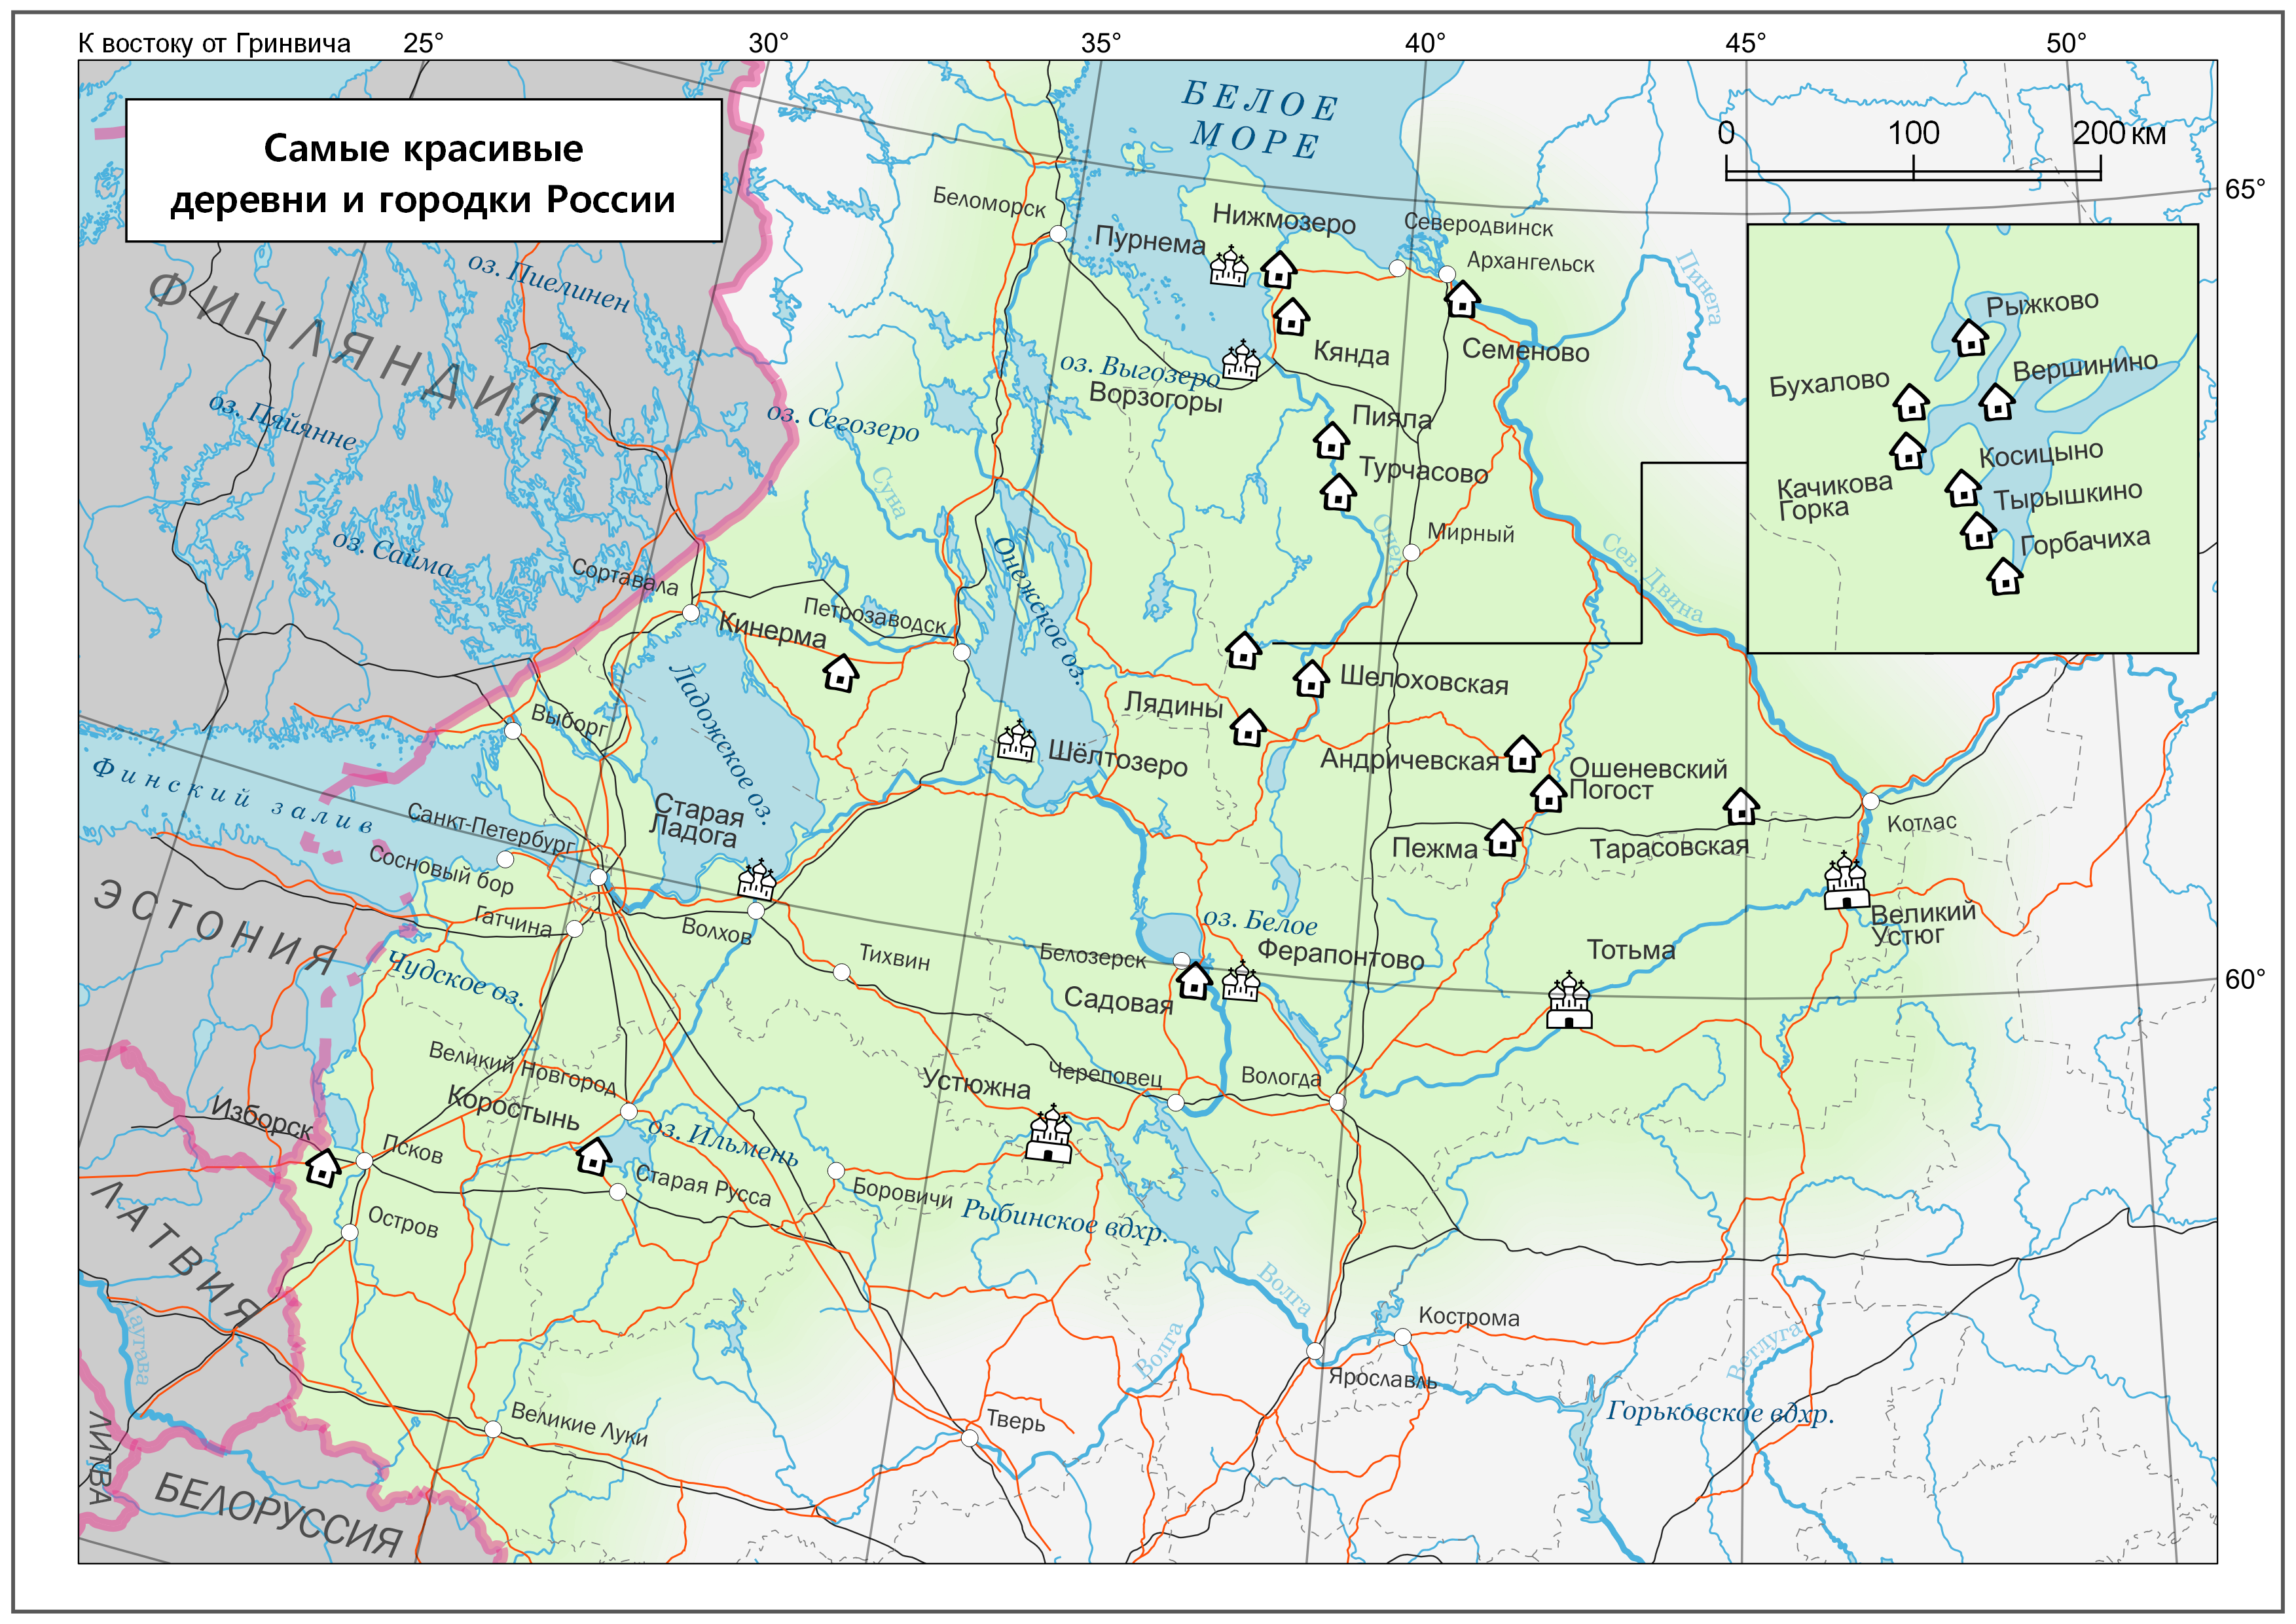 К востоку от Гринвича
25°
30°
35°
40°
45°
50°
Самые красивые
деревни и городки России
БЕЛОЕ
МОРЕ
0
100
200 км
65°
Беломорск
Пурнема
Нижмозеро
Северодвинск
Архангельск
Пинега
оз. Пиелинен
ФИНЛЯНДИЯ
Рыжково
Вершинино
Бухалово
Косицыно
Качикова
Горка
Тырышкино
Горбачиха
Кянда
Семеново
оз. Выгозеро
Ворзогоры
оз. Пяйянне
оз. Сегозеро
Пияла
Турчасово
Суна
Онега
Мирный
оз. Сайма
Сев. Двина
Онежское оз.
Сортавала
Петрозаводск
Кинерма
Ладожское оз.
Шелоховская
Лядины
Выборг
Шёлтозеро
Андричевская
Ошеневский
Погост
Финский залив
Старая
Ладога
Санкт-Петербург
Сосновый бор
Пежма
Тарасовская
Котлас
ЭСТОНИЯ
Гатчина
Волхов
Великий
Устюг
оз. Белое
Тихвин
Белозерск
Ферапонтово
Тотьма
Чудское оз.
60°
Садовая
Великий Новгород
Устюжна
Череповец
Вологда
Коростынь
Изборск
оз. Ильмень
Псков
Старая Русса
Боровичи
Рыбинское вдхр.
ЛАТВИЯ
Остров
Волга
Кострома
Даугава
Волга
Ветлуга
Ярославль
Горьковское вдхр.
Великие Луки
Тверь
ЛИТВА
БЕЛОРУССИЯ